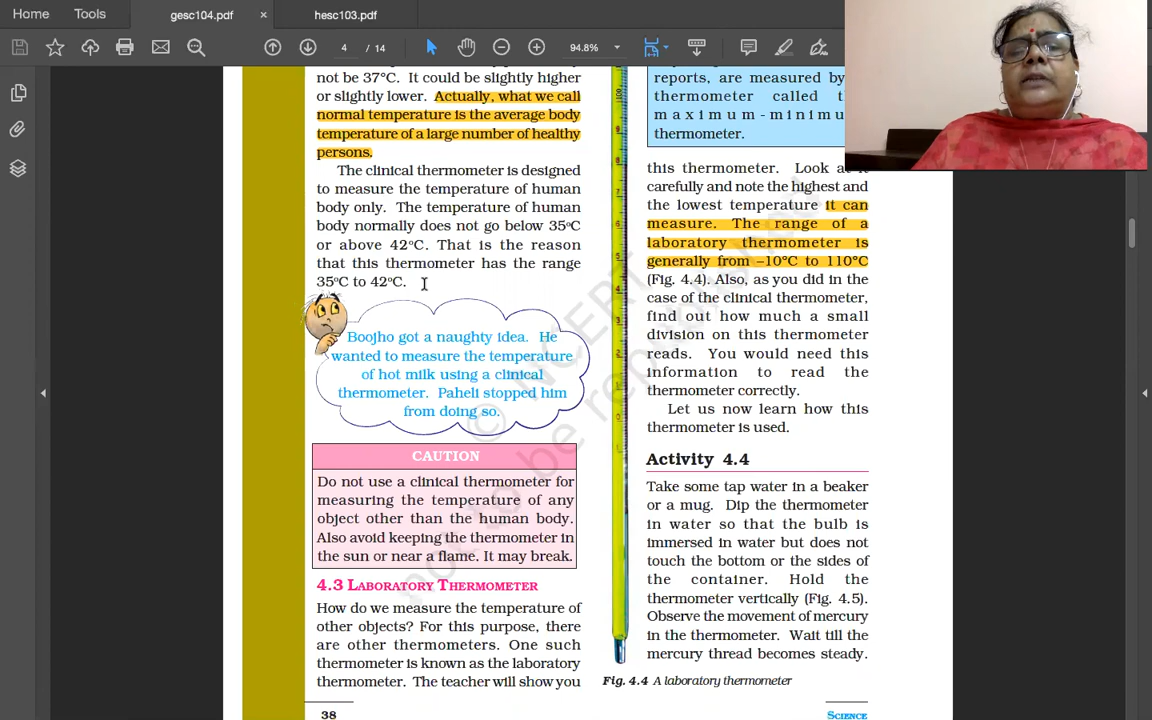 Home
Tools
gesc104.pdf
×
hesc103.pdf
4 / 14
94.8%
not be 37°C. It could be slightly higher
or slightly lower. Actually, what we call
normal temperature is the average body
temperature of a large number of healthy
persons.
The clinical thermometer is designed
to measure the temperature of human
body only. The temperature of human
body normally does not go below 35°C
or above 42°C. That is the reason
that this thermometer has the range
35°C to 42°C.
Boojho got a naughty idea. He
wanted to measure the temperature
of hot milk using a clinical
thermometer. Paheli stopped him
from doing so.
CAUTION
Do not use a clinical thermometer for
measuring the temperature of any
object other than the human body.
Also avoid keeping the thermometer in
the sun or near a flame. It may break.
4.3 LABORATORY THERMOMETER
How do we measure the temperature of
other objects? For this purpose, there
are other thermometers. One such
thermometer is known as the laboratory
thermometer. The teacher will show you
38
reports, are measured by
thermometer called
maximum-minimu
thermometer.
this thermometer. Look at it
carefully and note the highest and
the lowest temperature it can
measure. The range of a
laboratory thermometer is
generally from –10°C to 110°C
(Fig. 4.4). Also, as you did in the
case of the clinical thermometer,
find out how much a small
division on this thermometer
reads. You would need this
information to read the
thermometer correctly.
Let us now learn how this
thermometer is used.
Activity 4.4
Take some tap water in a beaker
or a mug. Dip the thermometer
in water so that the bulb is
immersed in water but does not
touch the bottom or the sides of
the container. Hold the
thermometer vertically (Fig. 4.5).
Observe the movement of mercury
in the thermometer. Wait till the
mercury thread becomes steady.
Fig. 4.4 A laboratory thermometer
SCIENCE
© NCERT
not to be republished